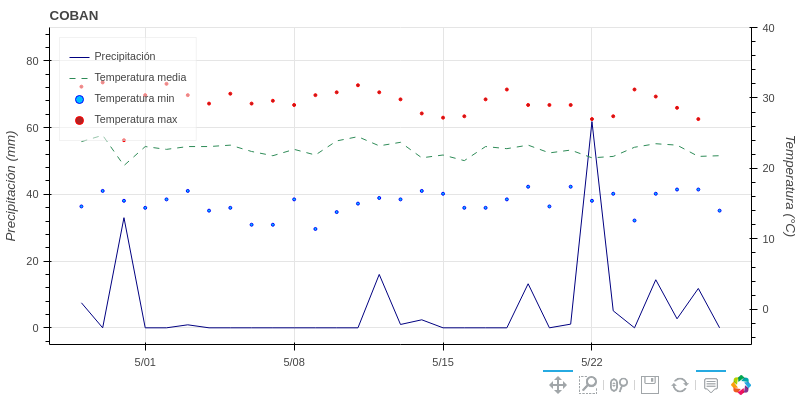 COBAN
Precipitación
Temperatura media
Temperatura min
Temperatura max
Precipitación (mm)
80
60
40
20
0
40
30
20
10
0
Temperatura (°C)
5/01
5/08
5/15
5/22